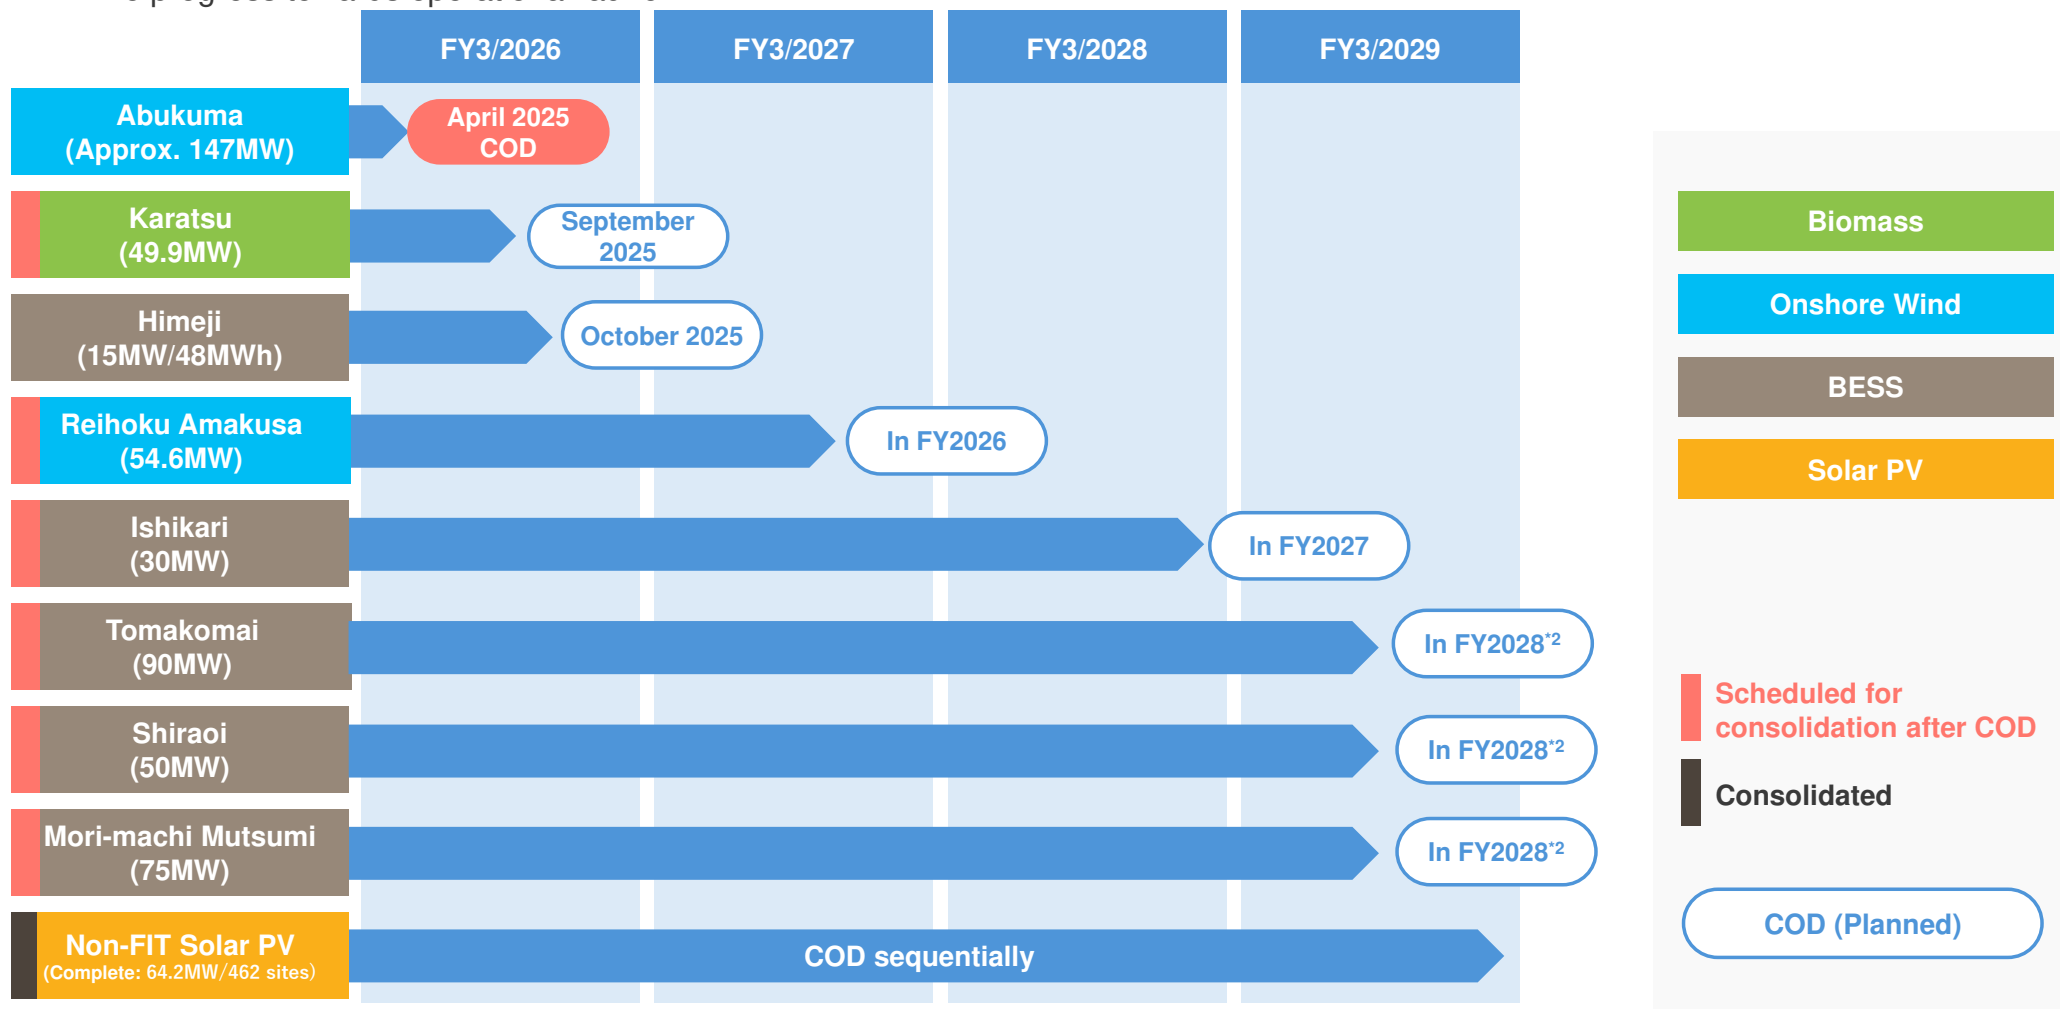 FY3/2026
FY3/2027
FY3/2028
FY3/2029
Abukuma
(Approx. 147MW)
April 2025
COD
Karatsu
(49.9MW)
September
2025
Himeji
(15MW/48MWh)
October 2025
Reihoku Amakusa
(54.6MW)
In FY2026
Ishikari
(30MW)
In FY2027
Tomakomai
(90MW)
In FY2028*2
Shiraoi
(50MW)
In FY2028*2
Mori-machi Mutsumi
(75MW)
In FY2028*2
Non-FIT Solar PV
(Complete: 64.2MW/462 sites)
COD sequentially
Biomass
Onshore Wind
BESS
Solar PV
Scheduled for
consolidation after COD
Consolidated
COD (Planned)